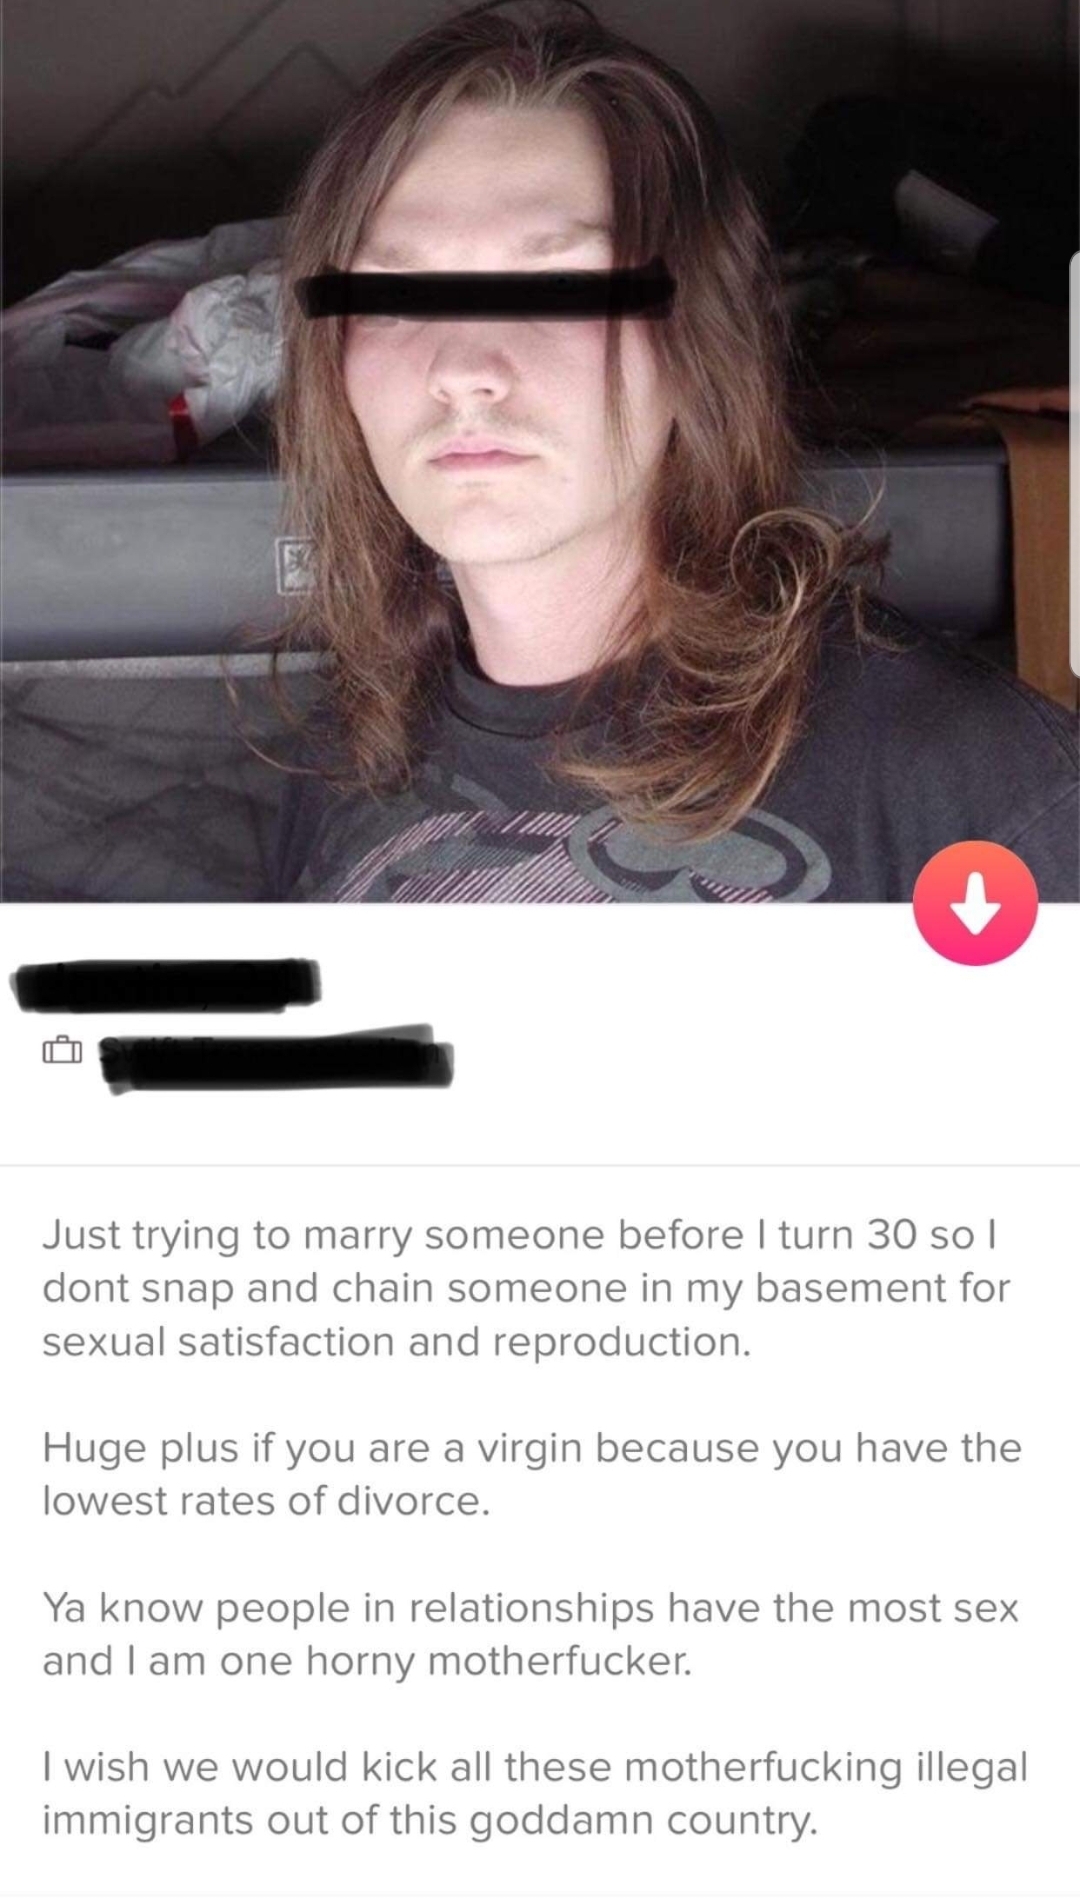 Just trying to marry someone before I turn 30 so I
dont snap and chain someone in my basement for
sexual satisfaction and reproduction.
Huge plus if you are a virgin because you have the
lowest rates of divorce.
Ya know people in relationships have the most sex
and I am one horny motherfucker.
I wish we would kick all these motherfucking illegal
immigrants out of this goddamn country.